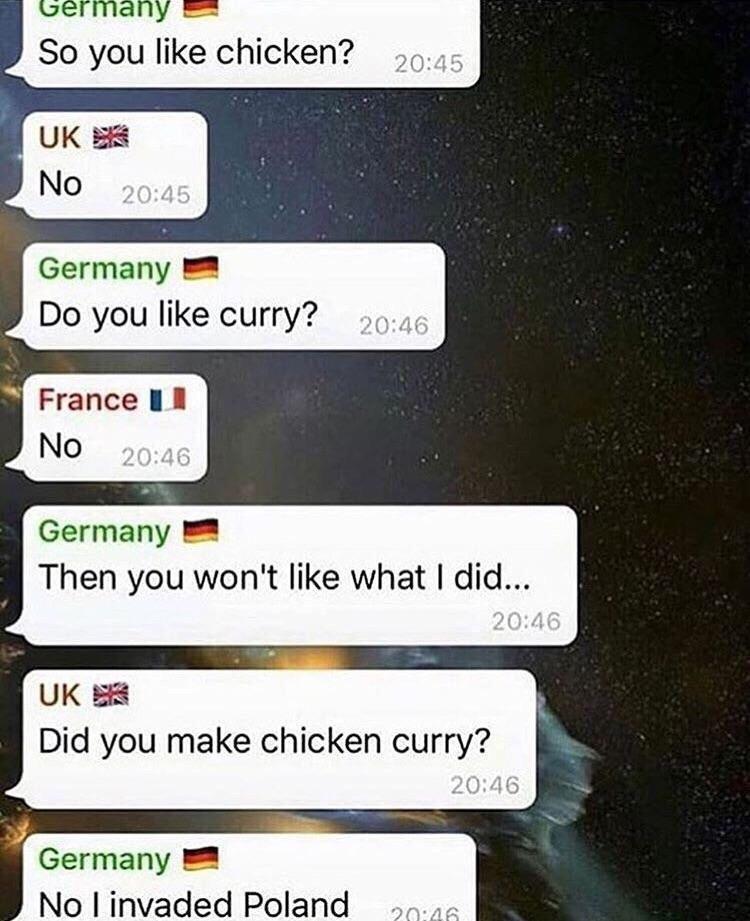 Germany 🇩🇪
So you like chicken? 20:45
UK 🇬🇧
No 20:45
Germany 🇩🇪
Do you like curry? 20:46
France 🇫🇷
No 20:46
Germany 🇩🇪
Then you won't like what I did...
20:46
UK 🇬🇧
Did you make chicken curry?
20:46
Germany 🇩🇪
No I invaded Poland 20:46